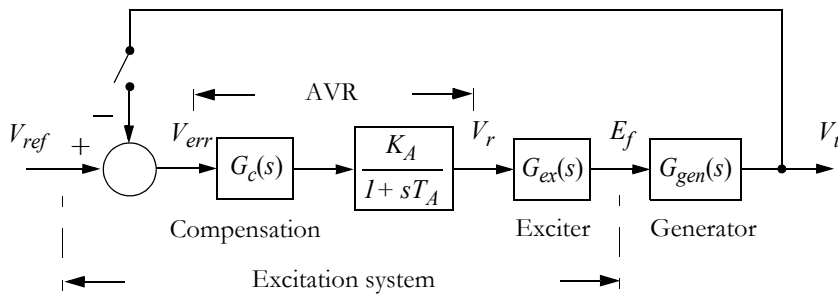 AVR
V_ref + − V_err G_c(s) K_A / 1 + sT_A V_r G_ex(s) E_f G_gen(s) V_t
Compensation Exciter Generator
Excitation system